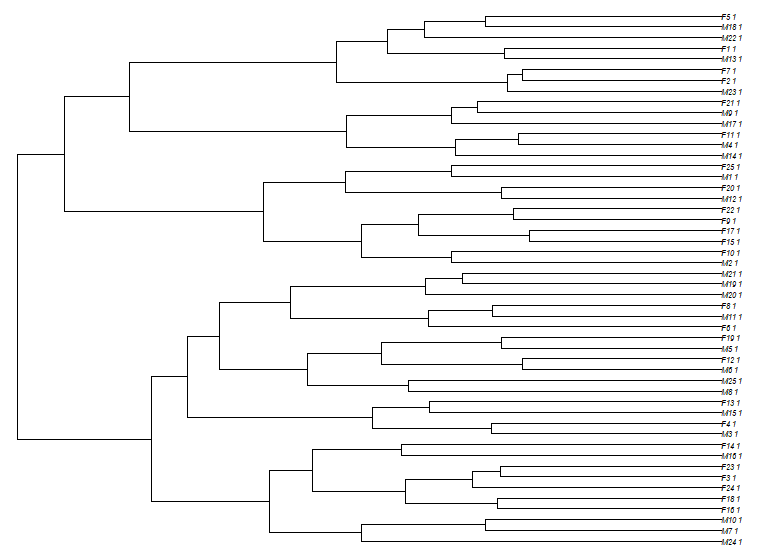 F5 1
M18 1
M22 1
F1 1
M13 1
F7 1
F2 1
M23 1
F21 1
M9 1
M17 1
F11 1
M4 1
M14 1
F25 1
M1 1
F20 1
M12 1
F22 1
F9 1
F17 1
F15 1
F10 1
M2 1
M21 1
M19 1
M20 1
F8 1
M11 1
F6 1
F19 1
M5 1
F12 1
M6 1
M25 1
M8 1
F13 1
M15 1
F4 1
M3 1
F14 1
M16 1
F23 1
F3 1
F24 1
F18 1
F16 1
M10 1
M7 1
M24 1